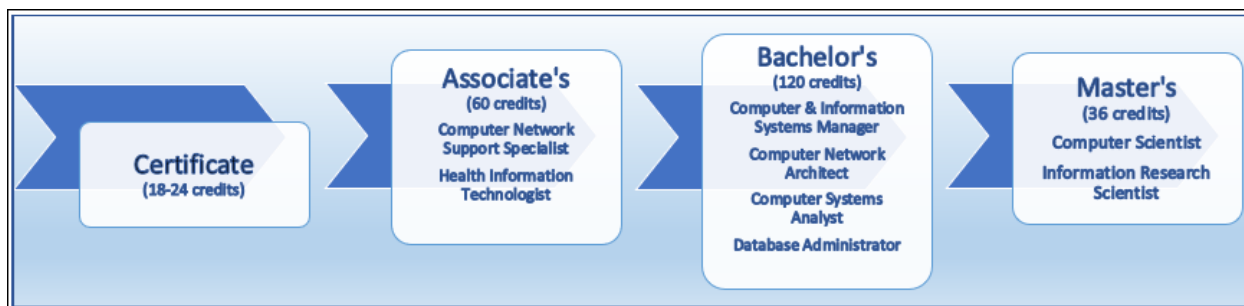 Certificate
(18-24 credits)
Associate's
(60 credits)
Computer Network
Support Specialist
Health Information
Technologist
Bachelor's
(120 credits)
Computer & Information
Systems Manager
Computer Network
Architect
Computer Systems
Analyst
Database Administrator
Master's
(36 credits)
Computer Scientist
Information Research
Scientist